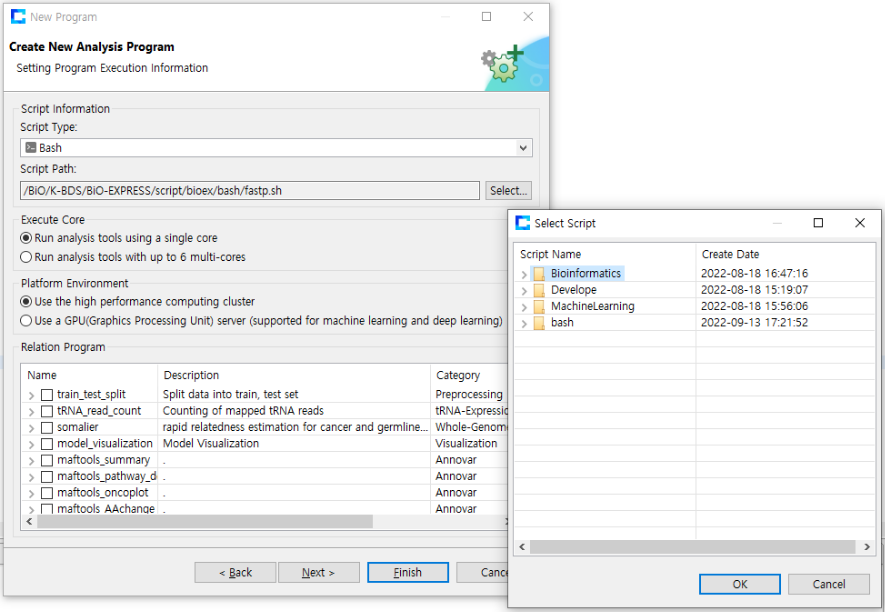 New Program
Create New Analysis Program
Setting Program Execution Information
Script Information
Script Type:
Bash
Script Path:
/BiO/K-BDS/BiO-EXPRESS/script/bioex/bash/fastp.sh
Select...
Execute Core
Run analysis tools using a single core
Run analysis tools with up to 6 multi-cores
Platform Environment
Use the high performance computing cluster
Use a GPU(Graphics Processing Unit) server (supported for machine learning and deep learning)
Relation Program
Name Description Category
train_test_split Split data into train, test set Preprocessing
tRNA_read_count Counting of mapped tRNA reads tRNA-Expressic
somalier rapid relatedness estimation for cancer and germline... Whole-Genom
model_visualization Model Visualization Visualization
maftools_summary . Annovar
maftools_pathway_d . Annovar
maftools_oncoplot . Annovar
maftools_AAchange . Annovar
< Back
Next >
Finish
Cance
Select Script
Script Name Create Date
Bioinformatics 2022-08-18 16:47:16
Develope 2022-08-18 15:19:07
MachineLearning 2022-08-18 15:56:06
bash 2022-09-13 17:21:52
OK
Cancel